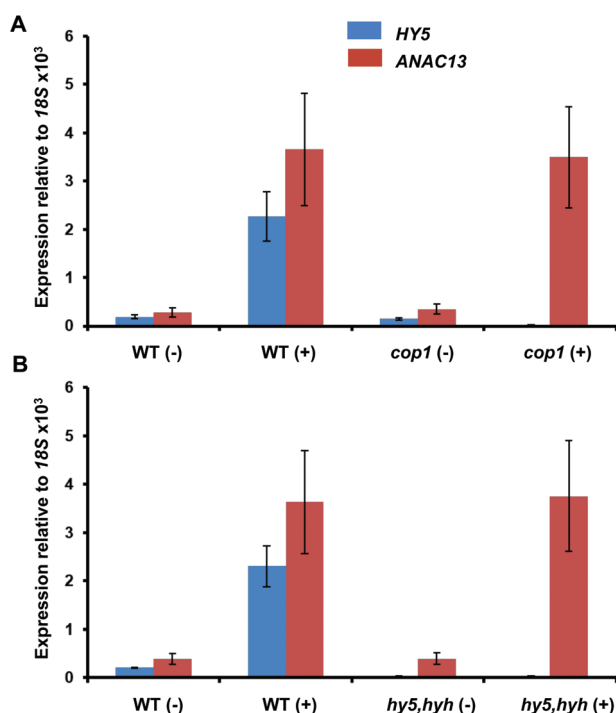 A
HY5
ANAC13
Expression relative to 18S x10³
6
5
4
3
2
1
0
WT (-) WT (+) cop1 (-) cop1 (+)
B
Expression relative to 18S x10³
6
5
4
3
2
1
0
WT (-) WT (+) hy5,hyh (-) hy5,hyh (+)